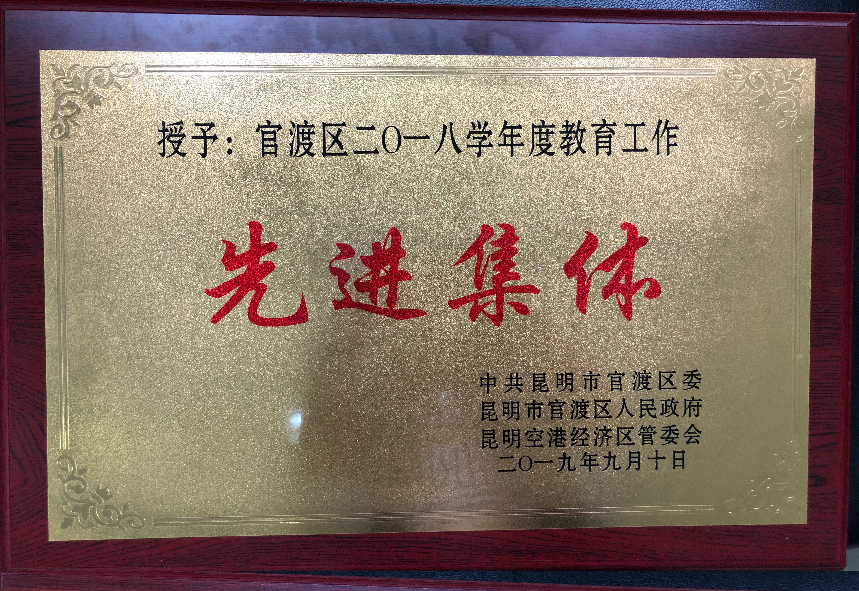 授予：官渡区二〇一八学年度教育工作
先进集体
中共昆明市官渡区委
昆明市官渡区人民政府
昆明空港经济区管委会
二〇一九年九月十日